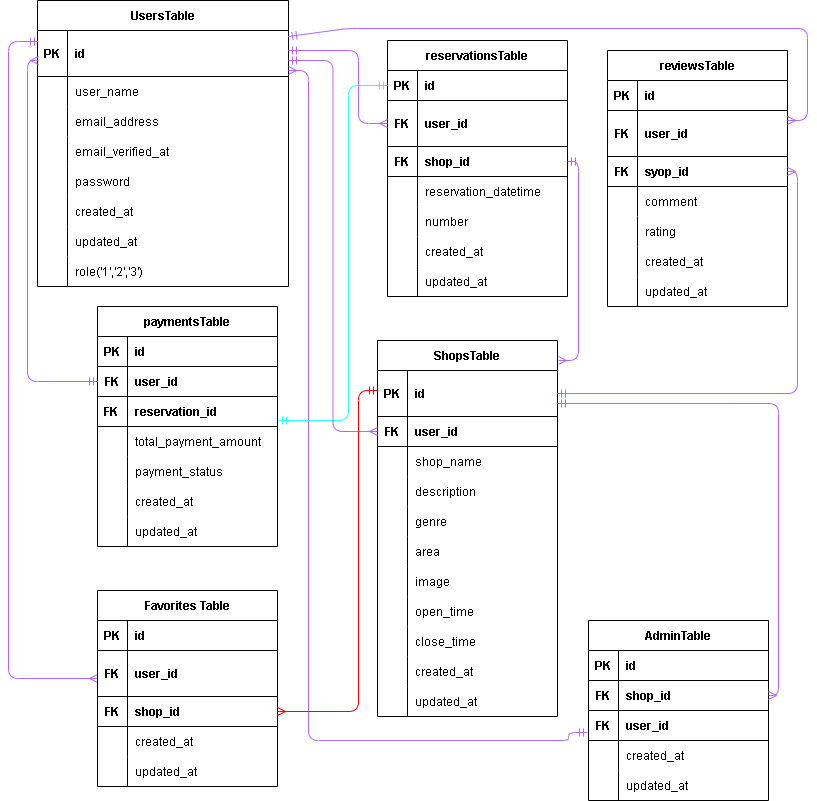 UsersTable
PK id
user_name
email_address
email_verified_at
password
created_at
updated_at
role('1','2','3')
reservationsTable
PK id
FK user_id
FK shop_id
reservation_datetime
number
created_at
updated_at
reviewsTable
PK id
FK user_id
FK syop_id
comment
rating
created_at
updated_at
paymentsTable
PK id
FK user_id
FK reservation_id
total_payment_amount
payment_status
created_at
updated_at
ShopsTable
PK id
FK user_id
shop_name
description
genre
area
image
open_time
close_time
created_at
updated_at
Favorites Table
PK id
FK user_id
FK shop_id
created_at
updated_at
AdminTable
PK id
FK shop_id
FK user_id
created_at
updated_at